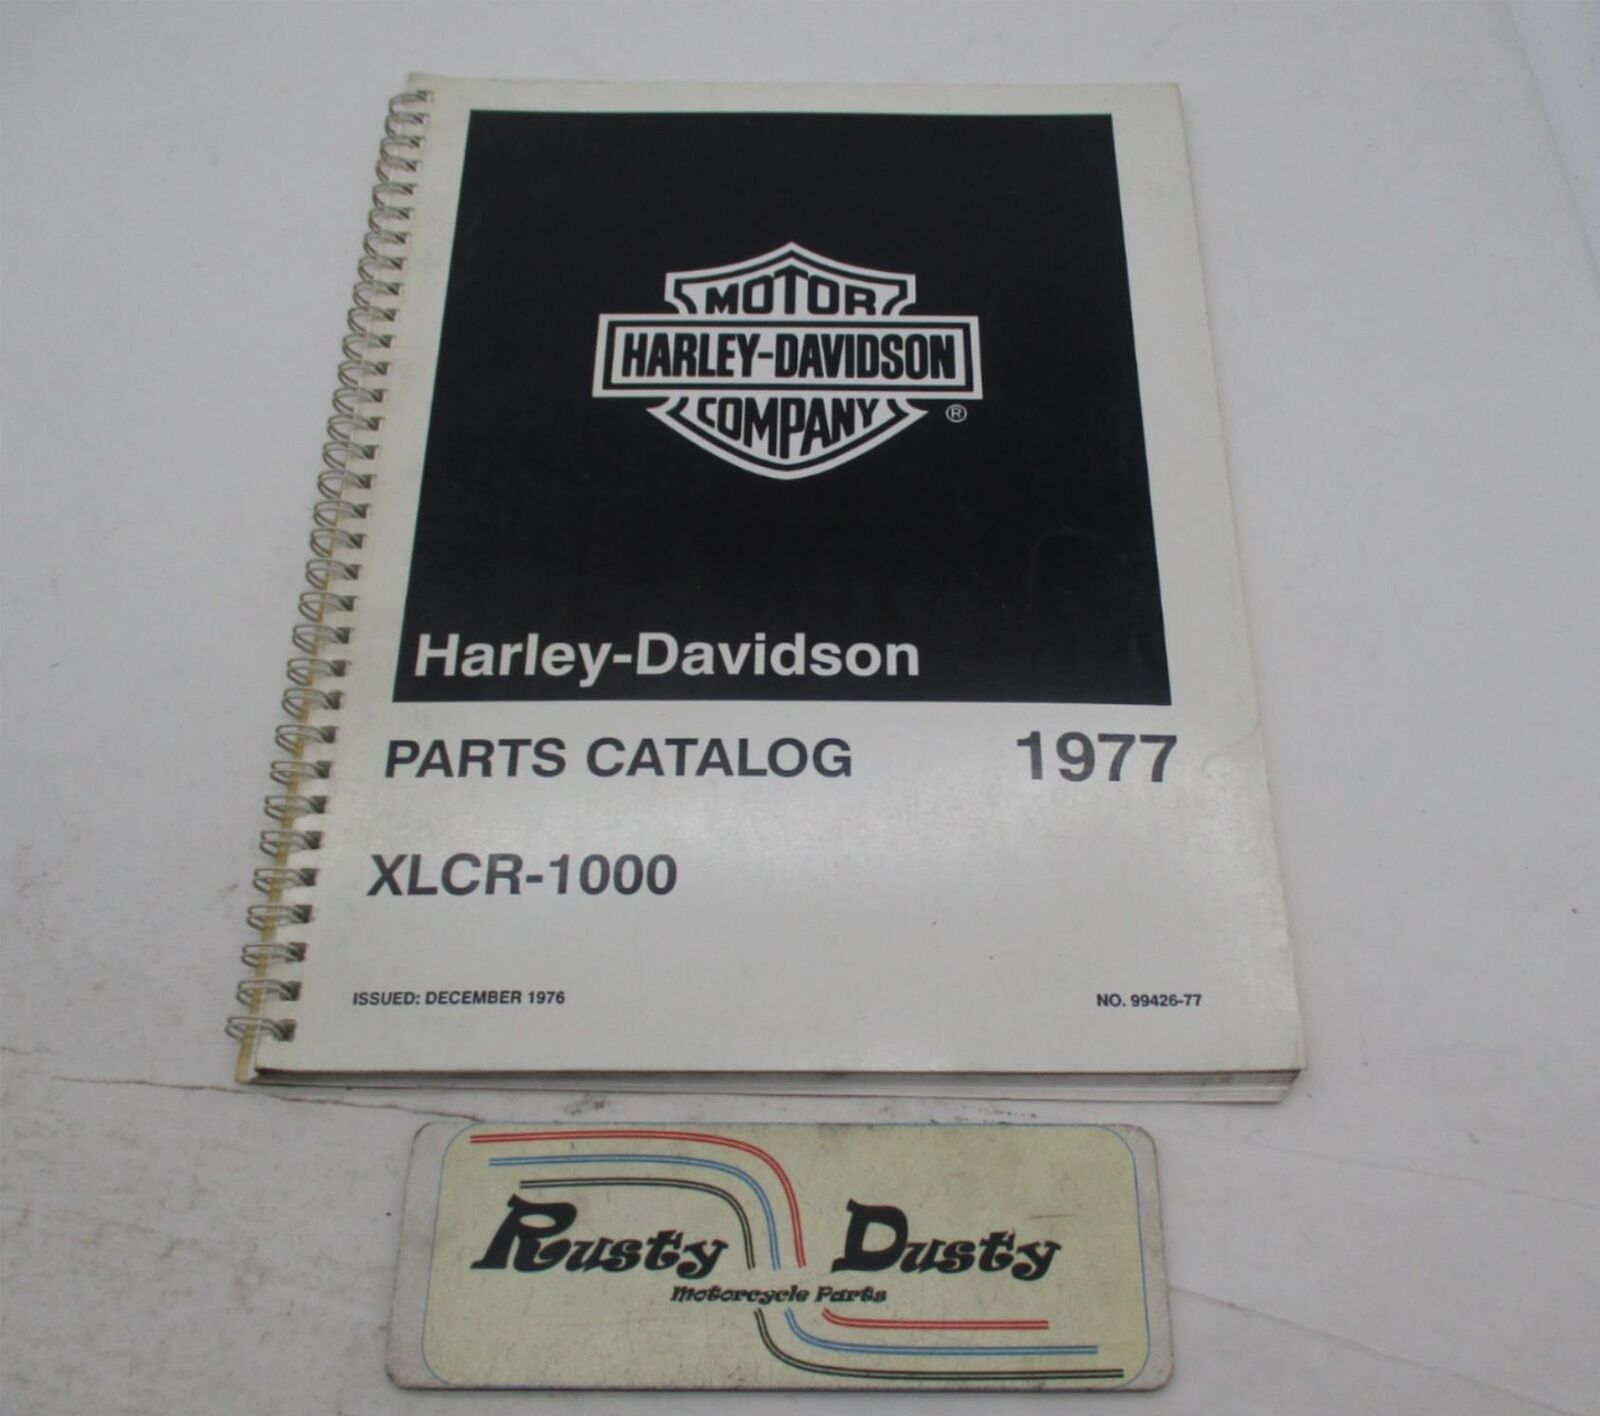 MOTOR
HARLEY-DAVIDSON
COMPANY
®
Harley-Davidson
PARTS CATALOG 1977
XLCR-1000
ISSUED: DECEMBER 1976 NO. 99426-77
Rusty Dusty
Motorcycle Parts